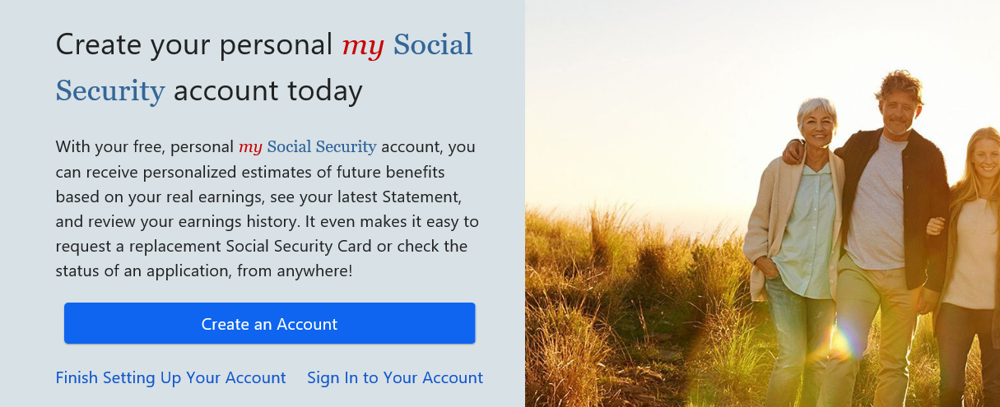 Create your personal my Social
Security account today
With your free, personal my Social Security account, you
can receive personalized estimates of future benefits
based on your real earnings, see your latest Statement,
and review your earnings history. It even makes it easy to
request a replacement Social Security Card or check the
status of an application, from anywhere!
Create an Account
Finish Setting Up Your Account Sign In to Your Account